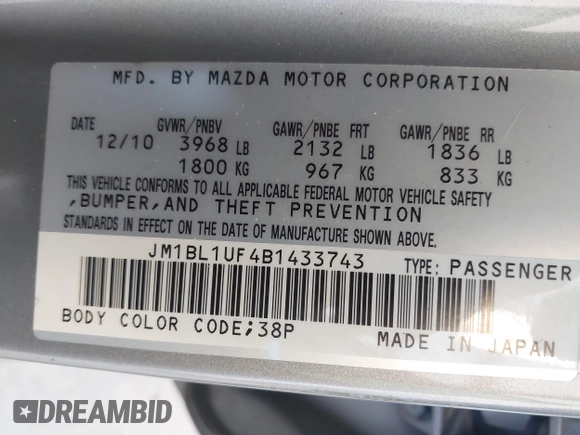 MFD. BY MAZDA MOTOR CORPORATION
GVWR/PNBV GAWR/PNBE FRT GAWR/PNBE RR
12/10 3968 LB 2132 LB 1836 LB
1800 KG 967 KG 833 KG
THIS VEHICLE CONFORMS TO ALL APPLICABLE FEDERAL MOTOR VEHICLE SAFETY
,BUMPER,AND THEFT PREVENTION
STANDARDS IN EFFECT ON THE DATE OF MANUFACTURE SHOWN ABOVE.
JM1BL1UF4B1433743 TYPE: PASSENGER
BODY COLOR CODE;38P MADE IN JAPAN
DREAMBID